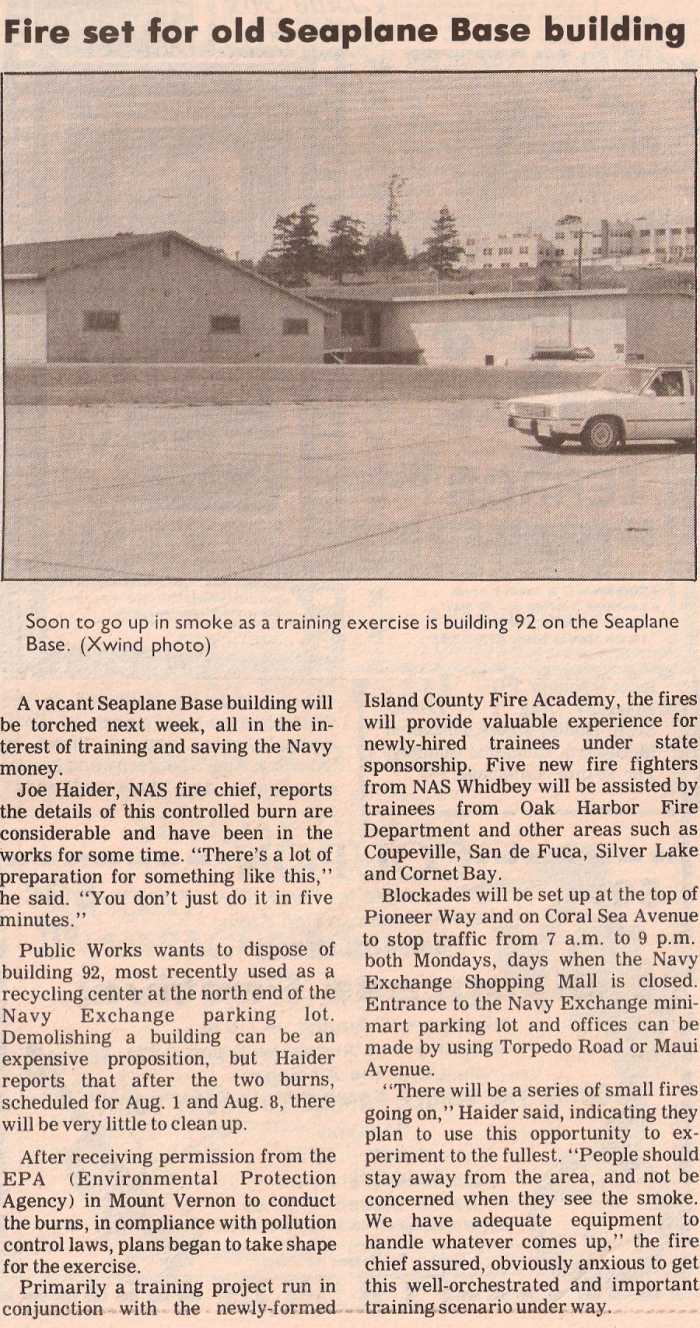 Fire set for old Seaplane Base building
Soon to go up in smoke as a training exercise is building 92 on the Seaplane
Base. (Xwind photo)
A vacant Seaplane Base building will
be torched next week, all in the in-
terest of training and saving the Navy
money.
Joe Haider, NAS fire chief, reports
the details of this controlled burn are
considerable and have been in the
works for some time. "There's a lot of
preparation for something like this,"
he said. "You don't just do it in five
minutes."
Public Works wants to dispose of
building 92, most recently used as a
recycling center at the north end of the
Navy Exchange parking lot.
Demolishing a building can be an
expensive proposition, but Haider
reports that after the two burns,
scheduled for Aug. 1 and Aug. 8, there
will be very little to clean up.
After receiving permission from the
EPA (Environmental Protection
Agency) in Mount Vernon to conduct
the burns, in compliance with pollution
control laws, plans began to take shape
for the exercise.
Primarily a training project run in
conjunction with the newly-formed
Island County Fire Academy, the fires
will provide valuable experience for
newly-hired trainees under state
sponsorship. Five new fire fighters
from NAS Whidbey will be assisted by
trainees from Oak Harbor Fire
Department and other areas such as
Coupeville, San de Fuca, Silver Lake
and Cornet Bay.
Blockades will be set up at the top of
Pioneer Way and on Coral Sea Avenue
to stop traffic from 7 a.m. to 9 p.m.
both Mondays, days when the Navy
Exchange Shopping Mall is closed.
Entrance to the Navy Exchange mini-
mart parking lot and offices can be
made by using Torpedo Road or Maui
Avenue.
"There will be a series of small fires
going on," Haider said, indicating they
plan to use this opportunity to ex-
periment to the fullest. "People should
stay away from the area, and not be
concerned when they see the smoke.
We have adequate equipment to
handle whatever comes up," the fire
chief assured, obviously anxious to get
this well-orchestrated and important
training scenario under way.